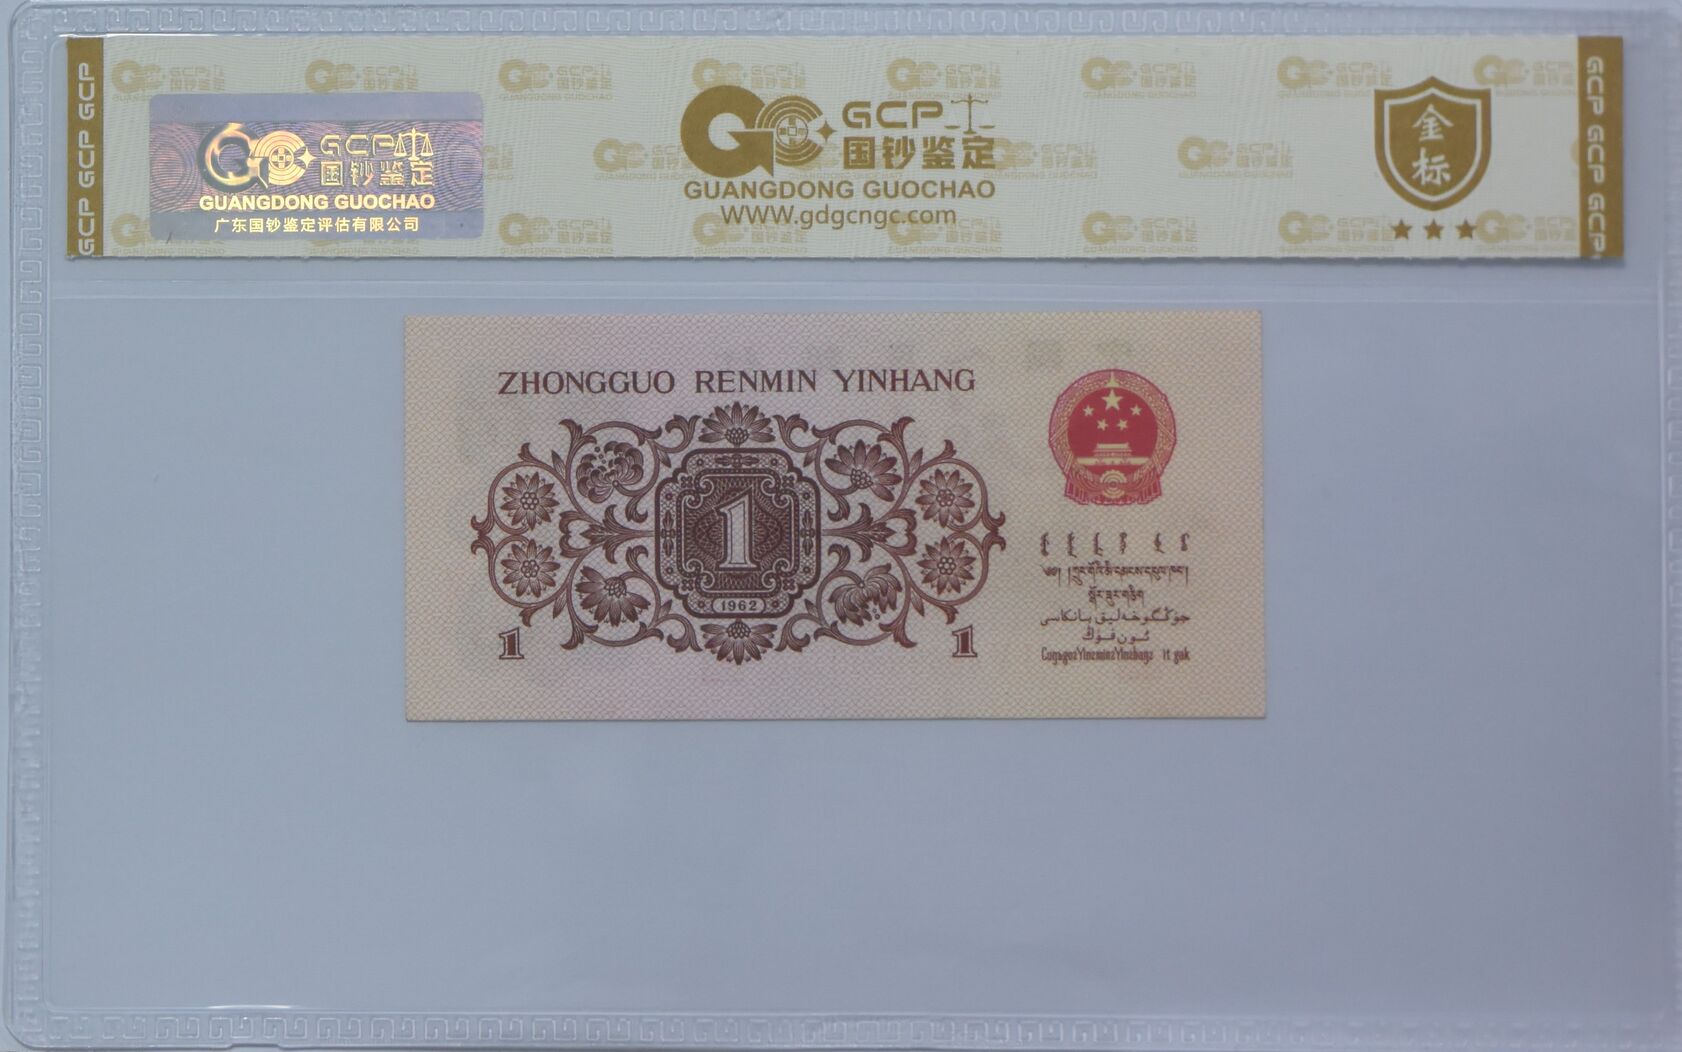 GCP GCP GCP
GCP
国钞鉴定
GUANGDONG GUOCHAO
广东国钞鉴定评估有限公司
GCP
国钞鉴定
GUANGDONG GUOCHAO
WWW.gdgcngc.com
金
标
GCP GCP GCP
ZHONGGUO RENMIN YINHANG
1
1962
1
1